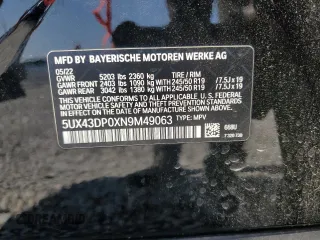 MFD BY BAYERISCHE MOTOREN WERKE AG
05/22
GVWR 5203 lbs 2360 kg TIRE / RIM
GAWR FRONT 2403 lbs 1090 kg 245/50 R19 / 7.5J x 19
GAWR REAR 3042 lbs 1380 kg 245/50 R19 / 7.5J x 19
THIS VEHICLE CONFORMS TO ALL APPLICABLE
FEDERAL MOTOR VEHICLE SAFETY, BUMPER, AND
THEFT PREVENTION STANDARDS IN EFFECT ON THE
DATE OF MANUFACTURE SHOWN ABOVE.
5UX43DP0XN9M49063 TYPE: MPV